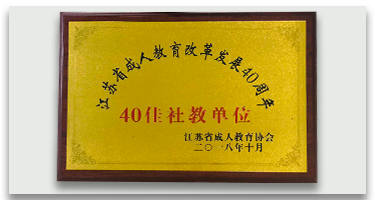 江苏省成人教育改革发展40周年
40佳社教单位
江苏省成人教育协会
二〇一八年十月